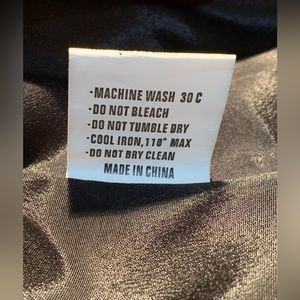 ·MACHINE WASH 30 C
·DO NOT BLEACH
·DO NOT TUMBLE DRY
·COOL IRON,110° MAX
·DO NOT DRY CLEAN
MADE IN CHINA